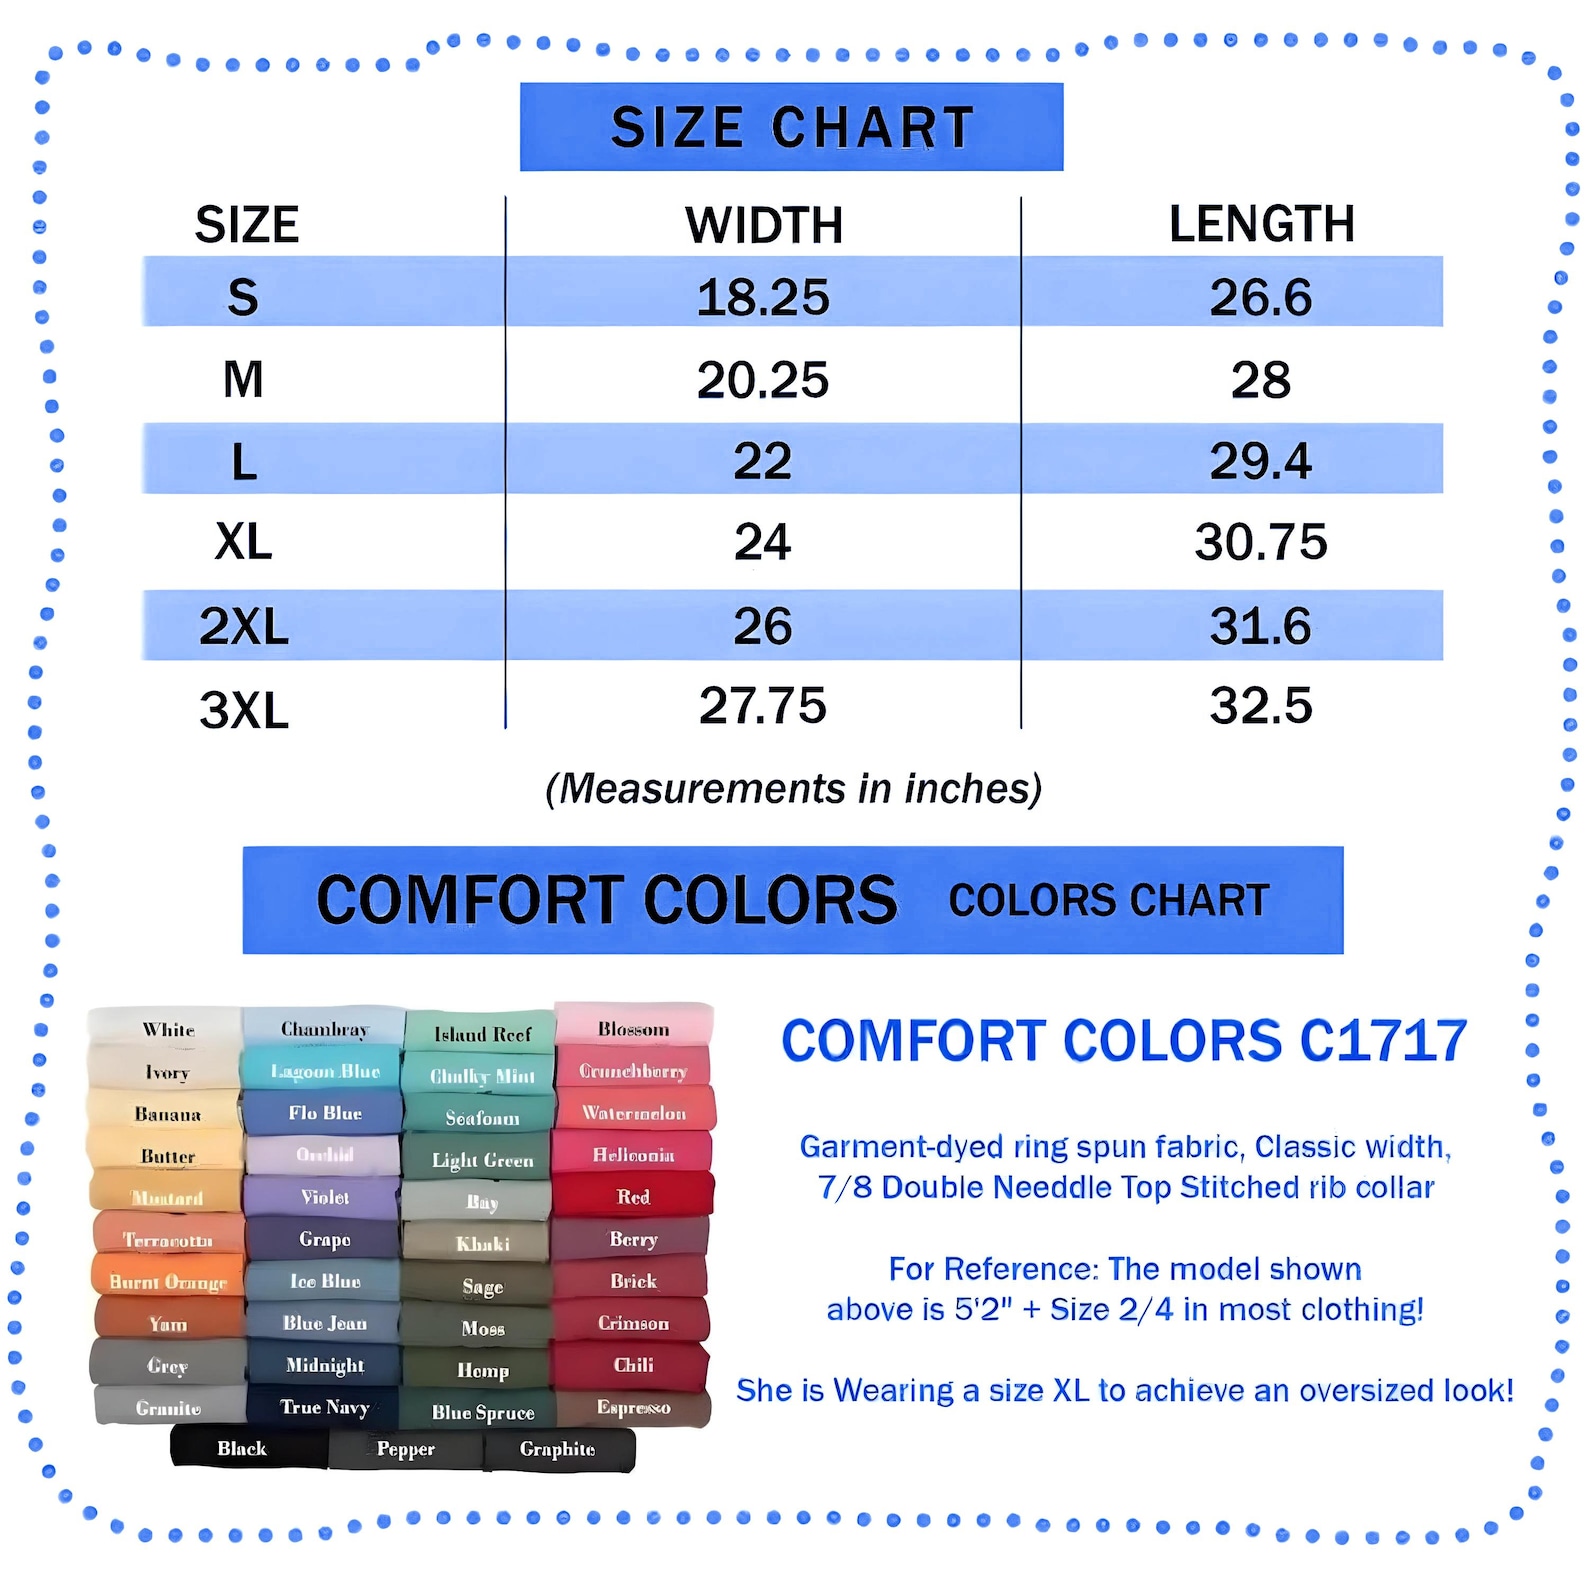 SIZE CHART
SIZE WIDTH LENGTH
S 18.25 26.6
M 20.25 28
L 22 29.4
XL 24 30.75
2XL 26 31.6
3XL 27.75 32.5
(Measurements in inches)
COMFORT COLORS COLORS CHART
White Chambray Island Reef Blossom
Ivory Lagoon Blue Chalky Mint Crunchberry
Banana Flo Blue Seafoam Watermelon
Butter Orchid Light Green Heliconia
Mustard Violet Bay Red
Terracotta Grape Khaki Berry
Burnt Orange Ice Blue Sage Brick
Yam Blue Jean Moss Crimson
Grey Midnight Hemp Chili
Granite True Navy Blue Spruce Espresso
Black Pepper Graphite
COMFORT COLORS C1717
Garment-dyed ring spun fabric, Classic width,
7/8 Double Needdle Top Stitched rib collar
For Reference: The model shown
above is 5'2" + Size 2/4 in most clothing!
She is Wearing a size XL to achieve an oversized look!